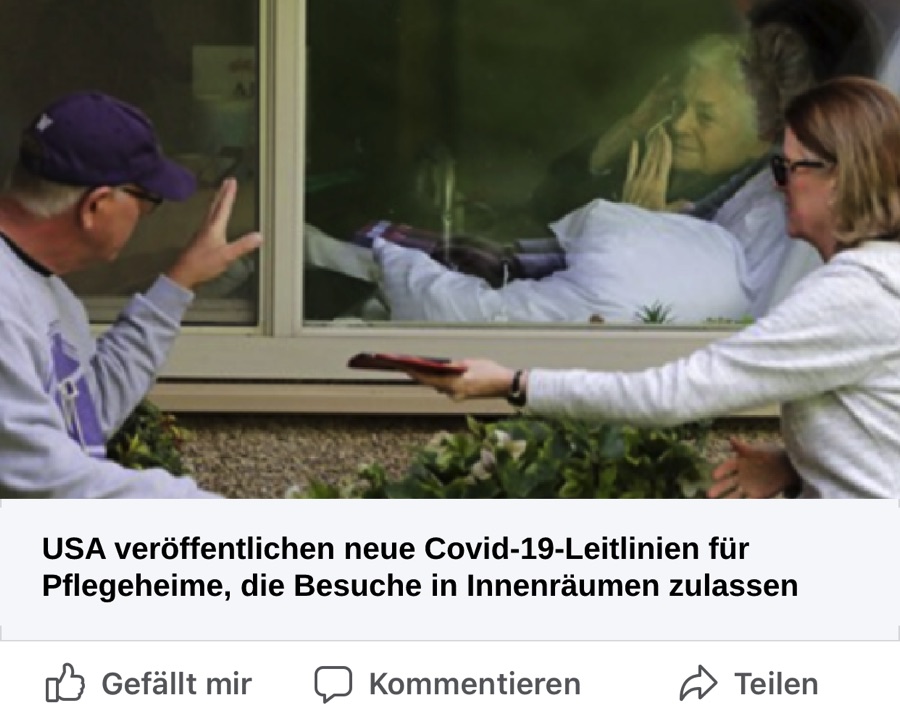 USA veröffentlichen neue Covid-19-Leitlinien für
Pflegeheime, die Besuche in Innenräumen zulassen
Gefällt mir
Kommentieren
Teilen